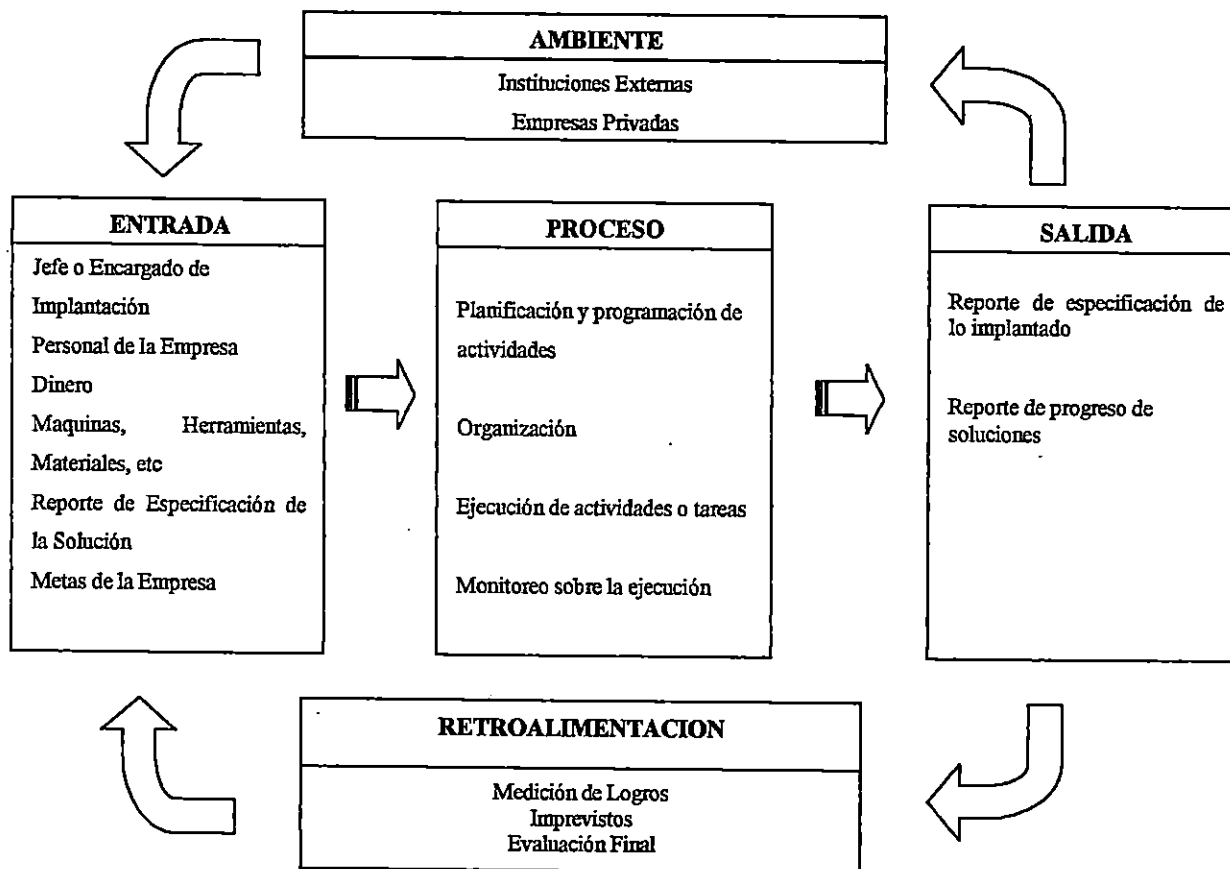 AMBIENTE
Instituciones Externas
Empresas Privadas
ENTRADA
Jefe o Encargado de
Implantación
Personal de la Empresa
Dinero
Maquinas, Herramientas,
Materiales, etc
Reporte de Especificación de
la Solución
Metas de la Empresa
PROCESO
Planificación y programación de
actividades
Organización
Ejecución de actividades o tareas
Monitoreo sobre la ejecución
SALIDA
Reporte de especificación de
lo implantado
Reporte de progreso de
soluciones
RETROALIMENTACION
Medición de Logros
Imprevistos
Evaluación Final